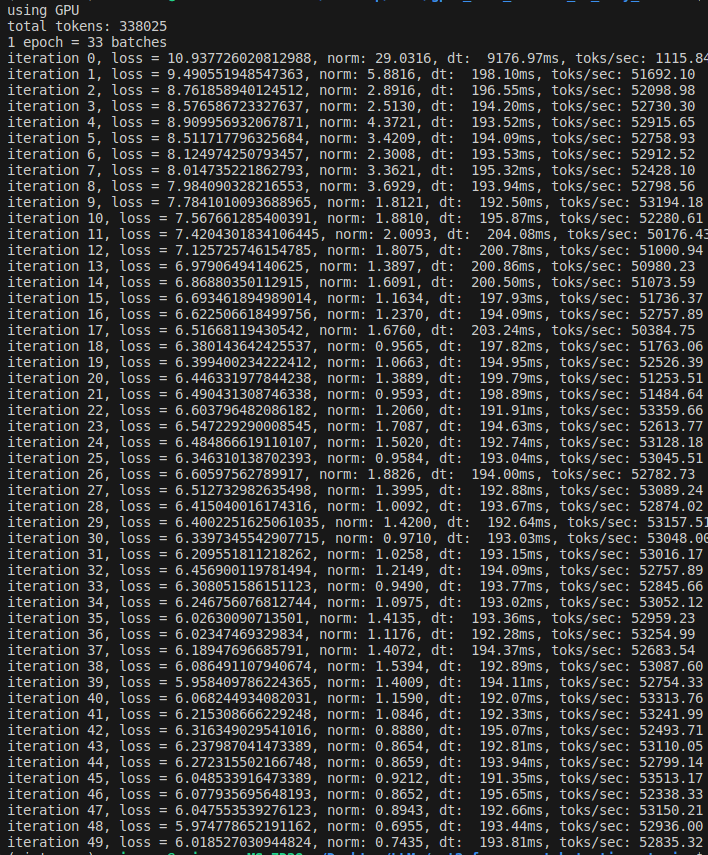 using GPU
total tokens: 338025
1 epoch = 33 batches
iteration 0, loss = 10.937726020812988, norm: 29.0316, dt:  9176.97ms, toks/sec: 1115.84
iteration 1, loss = 9.490551948547363, norm: 5.8816, dt:  198.10ms, toks/sec: 51692.10
iteration 2, loss = 8.761858940124512, norm: 2.8916, dt:  196.55ms, toks/sec: 52098.98
iteration 3, loss = 8.576586723327637, norm: 2.5130, dt:  194.20ms, toks/sec: 52730.30
iteration 4, loss = 8.909956932067871, norm: 4.3721, dt:  193.52ms, toks/sec: 52915.65
iteration 5, loss = 8.511717796325684, norm: 3.4209, dt:  194.09ms, toks/sec: 52758.93
iteration 6, loss = 8.124974250793457, norm: 2.3008, dt:  193.53ms, toks/sec: 52912.52
iteration 7, loss = 8.014735221862793, norm: 3.3621, dt:  195.32ms, toks/sec: 52428.10
iteration 8, loss = 7.984090328216553, norm: 3.6929, dt:  193.94ms, toks/sec: 52798.56
iteration 9, loss = 7.7841010093688965, norm: 1.8121, dt:  192.50ms, toks/sec: 53194.18
iteration 10, loss = 7.567661285400391, norm: 1.8810, dt:  195.87ms, toks/sec: 52280.61
iteration 11, loss = 7.4204301834106445, norm: 2.0093, dt:  204.08ms, toks/sec: 50176.43
iteration 12, loss = 7.125725746154785, norm: 1.8075, dt:  200.78ms, toks/sec: 51000.94
iteration 13, loss = 6.97906494140625, norm: 1.3897, dt:  200.86ms, toks/sec: 50980.23
iteration 14, loss = 6.86880350112915, norm: 1.6091, dt:  200.50ms, toks/sec: 51073.59
iteration 15, loss = 6.693461894989014, norm: 1.1634, dt:  197.93ms, toks/sec: 51736.37
iteration 16, loss = 6.622506618499756, norm: 1.2370, dt:  194.09ms, toks/sec: 52757.89
iteration 17, loss = 6.51668119430542, norm: 1.6760, dt:  203.24ms, toks/sec: 50384.75
iteration 18, loss = 6.380143642425537, norm: 0.9565, dt:  197.82ms, toks/sec: 51763.06
iteration 19, loss = 6.399400234222412, norm: 1.0663, dt:  194.95ms, toks/sec: 52526.39
iteration 20, loss = 6.446331977844238, norm: 1.3889, dt:  199.79ms, toks/sec: 51253.51
iteration 21, loss = 6.490431308746338, norm: 0.9593, dt:  198.89ms, toks/sec: 51484.64
iteration 22, loss = 6.603796482086182, norm: 1.2060, dt:  191.91ms, toks/sec: 53359.66
iteration 23, loss = 6.547229290008545, norm: 1.7087, dt:  194.63ms, toks/sec: 52613.77
iteration 24, loss = 6.484866619110107, norm: 1.5020, dt:  192.74ms, toks/sec: 53128.18
iteration 25, loss = 6.346310138702393, norm: 0.9584, dt:  193.04ms, toks/sec: 53045.51
iteration 26, loss = 6.60597562789917, norm: 1.8826, dt:  194.00ms, toks/sec: 52782.73
iteration 27, loss = 6.512732982635498, norm: 1.3995, dt:  192.88ms, toks/sec: 53089.24
iteration 28, loss = 6.415040016174316, norm: 1.0092, dt:  193.67ms, toks/sec: 52874.02
iteration 29, loss = 6.4002251625061035, norm: 1.4200, dt:  192.64ms, toks/sec: 53157.51
iteration 30, loss = 6.3397345542907715, norm: 0.9710, dt:  193.03ms, toks/sec: 53048.00
iteration 31, loss = 6.209551811218262, norm: 1.0258, dt:  193.15ms, toks/sec: 53016.17
iteration 32, loss = 6.456900119781494, norm: 1.2149, dt:  194.09ms, toks/sec: 52757.89
iteration 33, loss = 6.308051586151123, norm: 0.9490, dt:  193.77ms, toks/sec: 52845.66
iteration 34, loss = 6.246756076812744, norm: 1.0975, dt:  193.02ms, toks/sec: 53052.12
iteration 35, loss = 6.02630090713501, norm: 1.4135, dt:  193.36ms, toks/sec: 52959.23
iteration 36, loss = 6.02347469329834, norm: 1.1176, dt:  192.28ms, toks/sec: 53254.99
iteration 37, loss = 6.18947696685791, norm: 1.4072, dt:  194.37ms, toks/sec: 52683.54
iteration 38, loss = 6.086491107940674, norm: 1.5394, dt:  192.89ms, toks/sec: 53087.60
iteration 39, loss = 5.958409786224365, norm: 1.4009, dt:  194.11ms, toks/sec: 52754.33
iteration 40, loss = 6.068244934082031, norm: 1.1590, dt:  192.07ms, toks/sec: 53313.76
iteration 41, loss = 6.215308666229248, norm: 1.0846, dt:  192.33ms, toks/sec: 53241.99
iteration 42, loss = 6.316349029541016, norm: 0.8880, dt:  195.07ms, toks/sec: 52493.71
iteration 43, loss = 6.237987041473389, norm: 0.8654, dt:  192.81ms, toks/sec: 53110.05
iteration 44, loss = 6.272315502166748, norm: 0.8659, dt:  193.94ms, toks/sec: 52799.14
iteration 45, loss = 6.048533916473389, norm: 0.9212, dt:  191.35ms, toks/sec: 53513.17
iteration 46, loss = 6.077935695648193, norm: 0.8652, dt:  195.65ms, toks/sec: 52338.33
iteration 47, loss = 6.047553539276123, norm: 0.8943, dt:  192.66ms, toks/sec: 53150.21
iteration 48, loss = 5.974778652191162, norm: 0.6955, dt:  193.44ms, toks/sec: 52936.00
iteration 49, loss = 6.018527030944824, norm: 0.7435, dt:  193.81ms, toks/sec: 52835.32